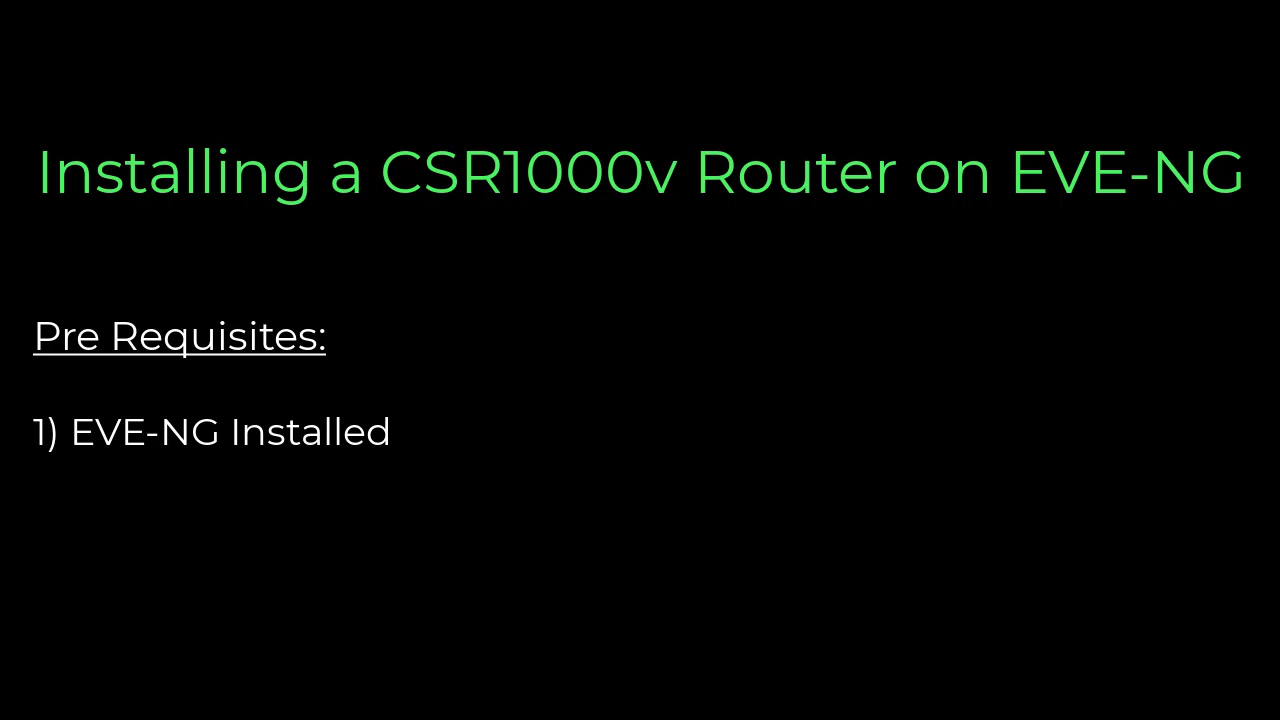 Installing a CSR1000v Router on EVE-NG
Pre Requisites:
1) EVE-NG Installed